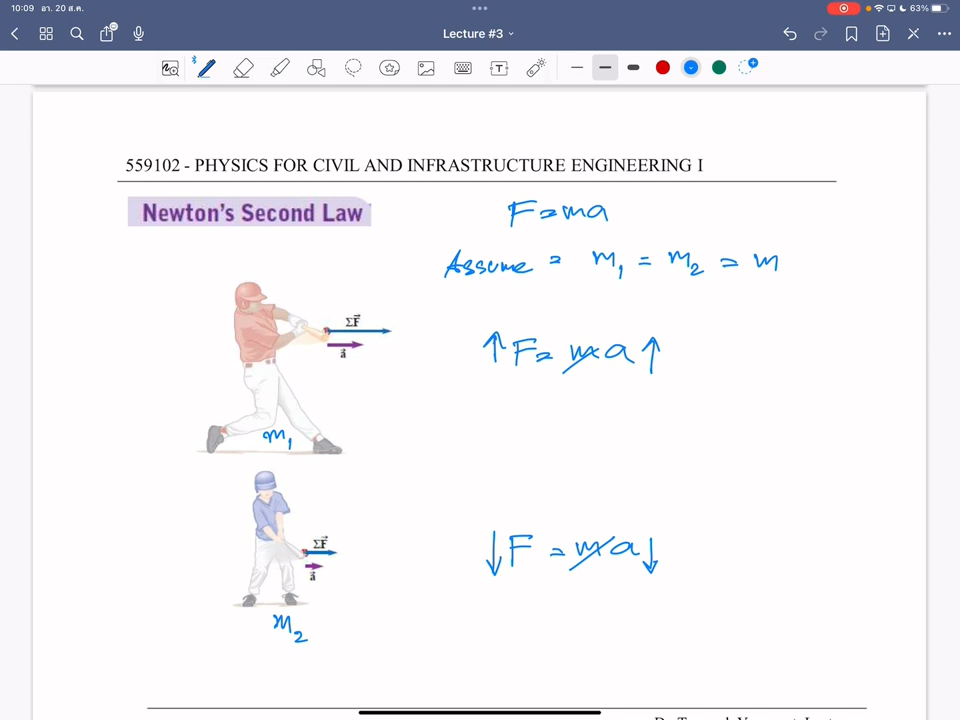 10:09 อา. 20 ส.ค.
63%
Lecture #3
559102 - PHYSICS FOR CIVIL AND INFRASTRUCTURE ENGINEERING I
Newton's Second Law
F = ma
Assume = m₁ = m₂ = m
ΣF⃗
a⃗
↑ F = ma ↑
m₁
ΣF⃗
a⃗
↓ F = ma ↓
m₂